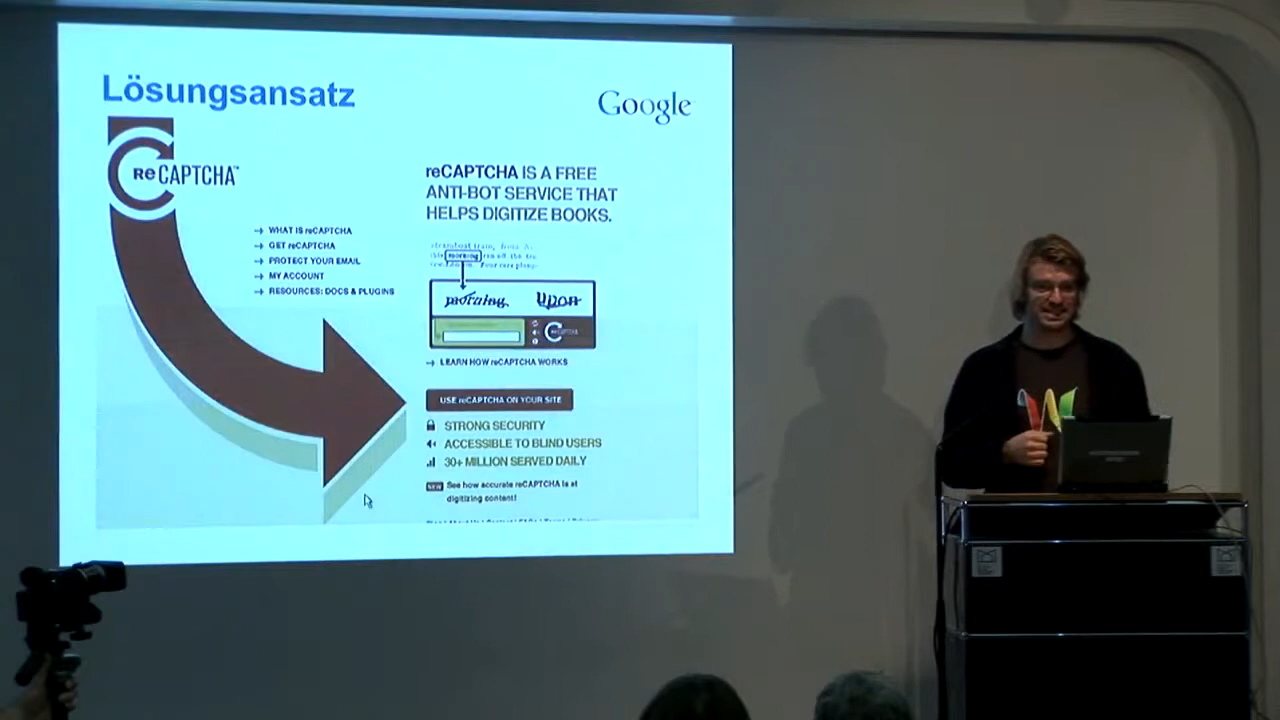 Lösungsansatz
Google
reCAPTCHA™
reCAPTCHA IS A FREE
ANTI-BOT SERVICE THAT
HELPS DIGITIZE BOOKS.
→ WHAT IS reCAPTCHA
→ GET reCAPTCHA
→ PROTECT YOUR EMAIL
→ MY ACCOUNT
→ RESOURCES: DOCS & PLUGINS
morning
morning upon
→ LEARN HOW reCAPTCHA WORKS
USE reCAPTCHA ON YOUR SITE
STRONG SECURITY
ACCESSIBLE TO BLIND USERS
30+ MILLION SERVED DAILY
NEW See how accurate reCAPTCHA is at
digitizing content!